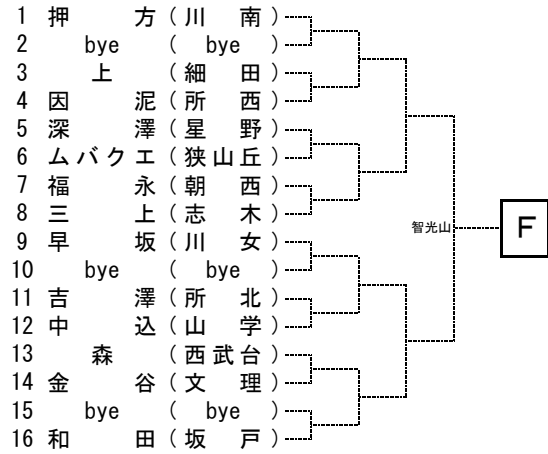 1 押 方 ( 川 南 )
2 bye ( bye )
3 上 ( 細 田 )
4 因 泥 ( 所 西 )
5 深 澤 ( 星 野 )
6 ムバクエ ( 狭山丘 )
7 福 永 ( 朝 西 )
8 三 上 ( 志 木 )
智光山
F
9 早 坂 ( 川 女 )
10 bye ( bye )
11 吉 澤 ( 所 北 )
12 中 込 ( 山 学 )
13 森 ( 西武台 )
14 金 谷 ( 文 理 )
15 bye ( bye )
16 和 田 ( 坂 戸 )